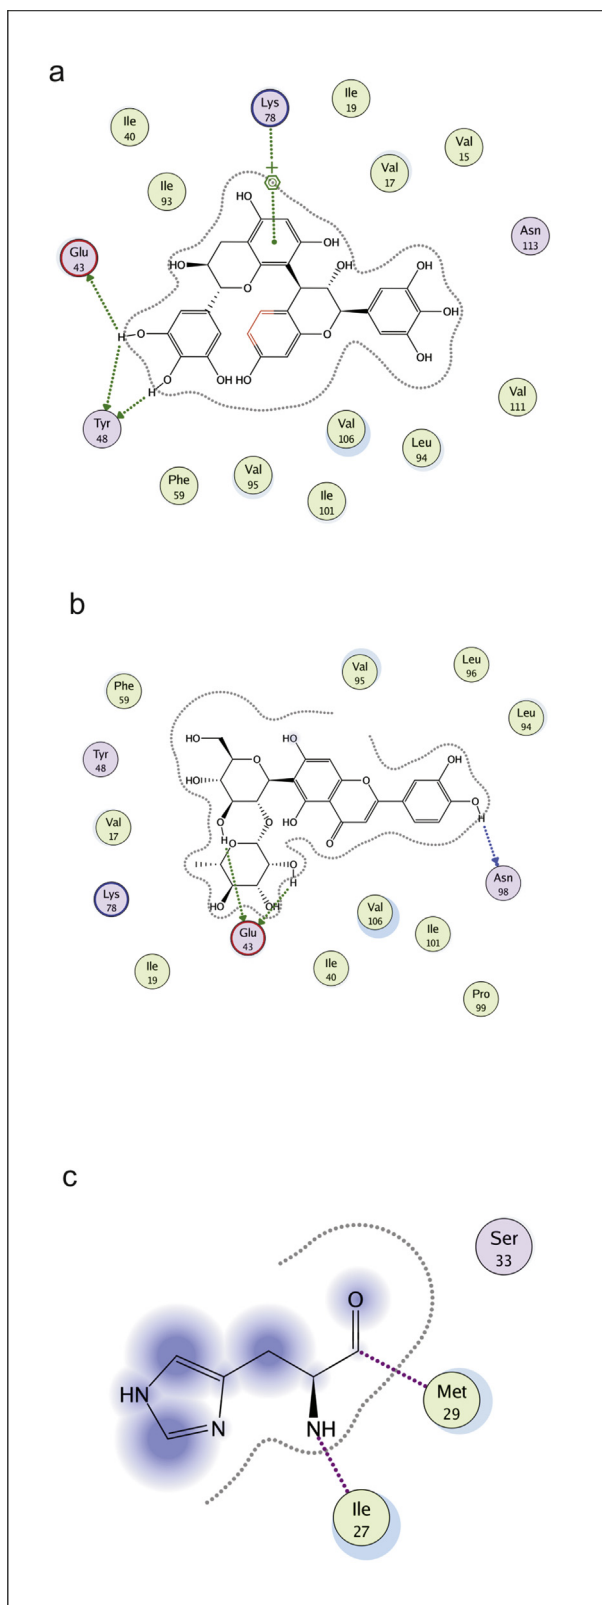 a
Lys
78
Ile
19
Ile
40
Val
15
Val
17
Ile
93
HO
OH
Asn
113
Glu
43
HO
O
OH
OH
O
OH
H
O
O
OH
H
OH
HO
Val
111
Tyr
48
Val
106
Leu
94
Phe
59
Val
95
Ile
101
b
Val
95
Leu
96
Phe
59
Leu
94
HO
HO
OH
Tyr
48
O
O
HO
OH
O
O
HO
H
Val
17
H
O
O
O
Asn
98
Lys
78
HO
OH
H
Val
106
Glu
43
Ile
101
Ile
19
Ile
40
Pro
99
c
Ser
33
O
HN
Met
29
N
NH
Ile
27